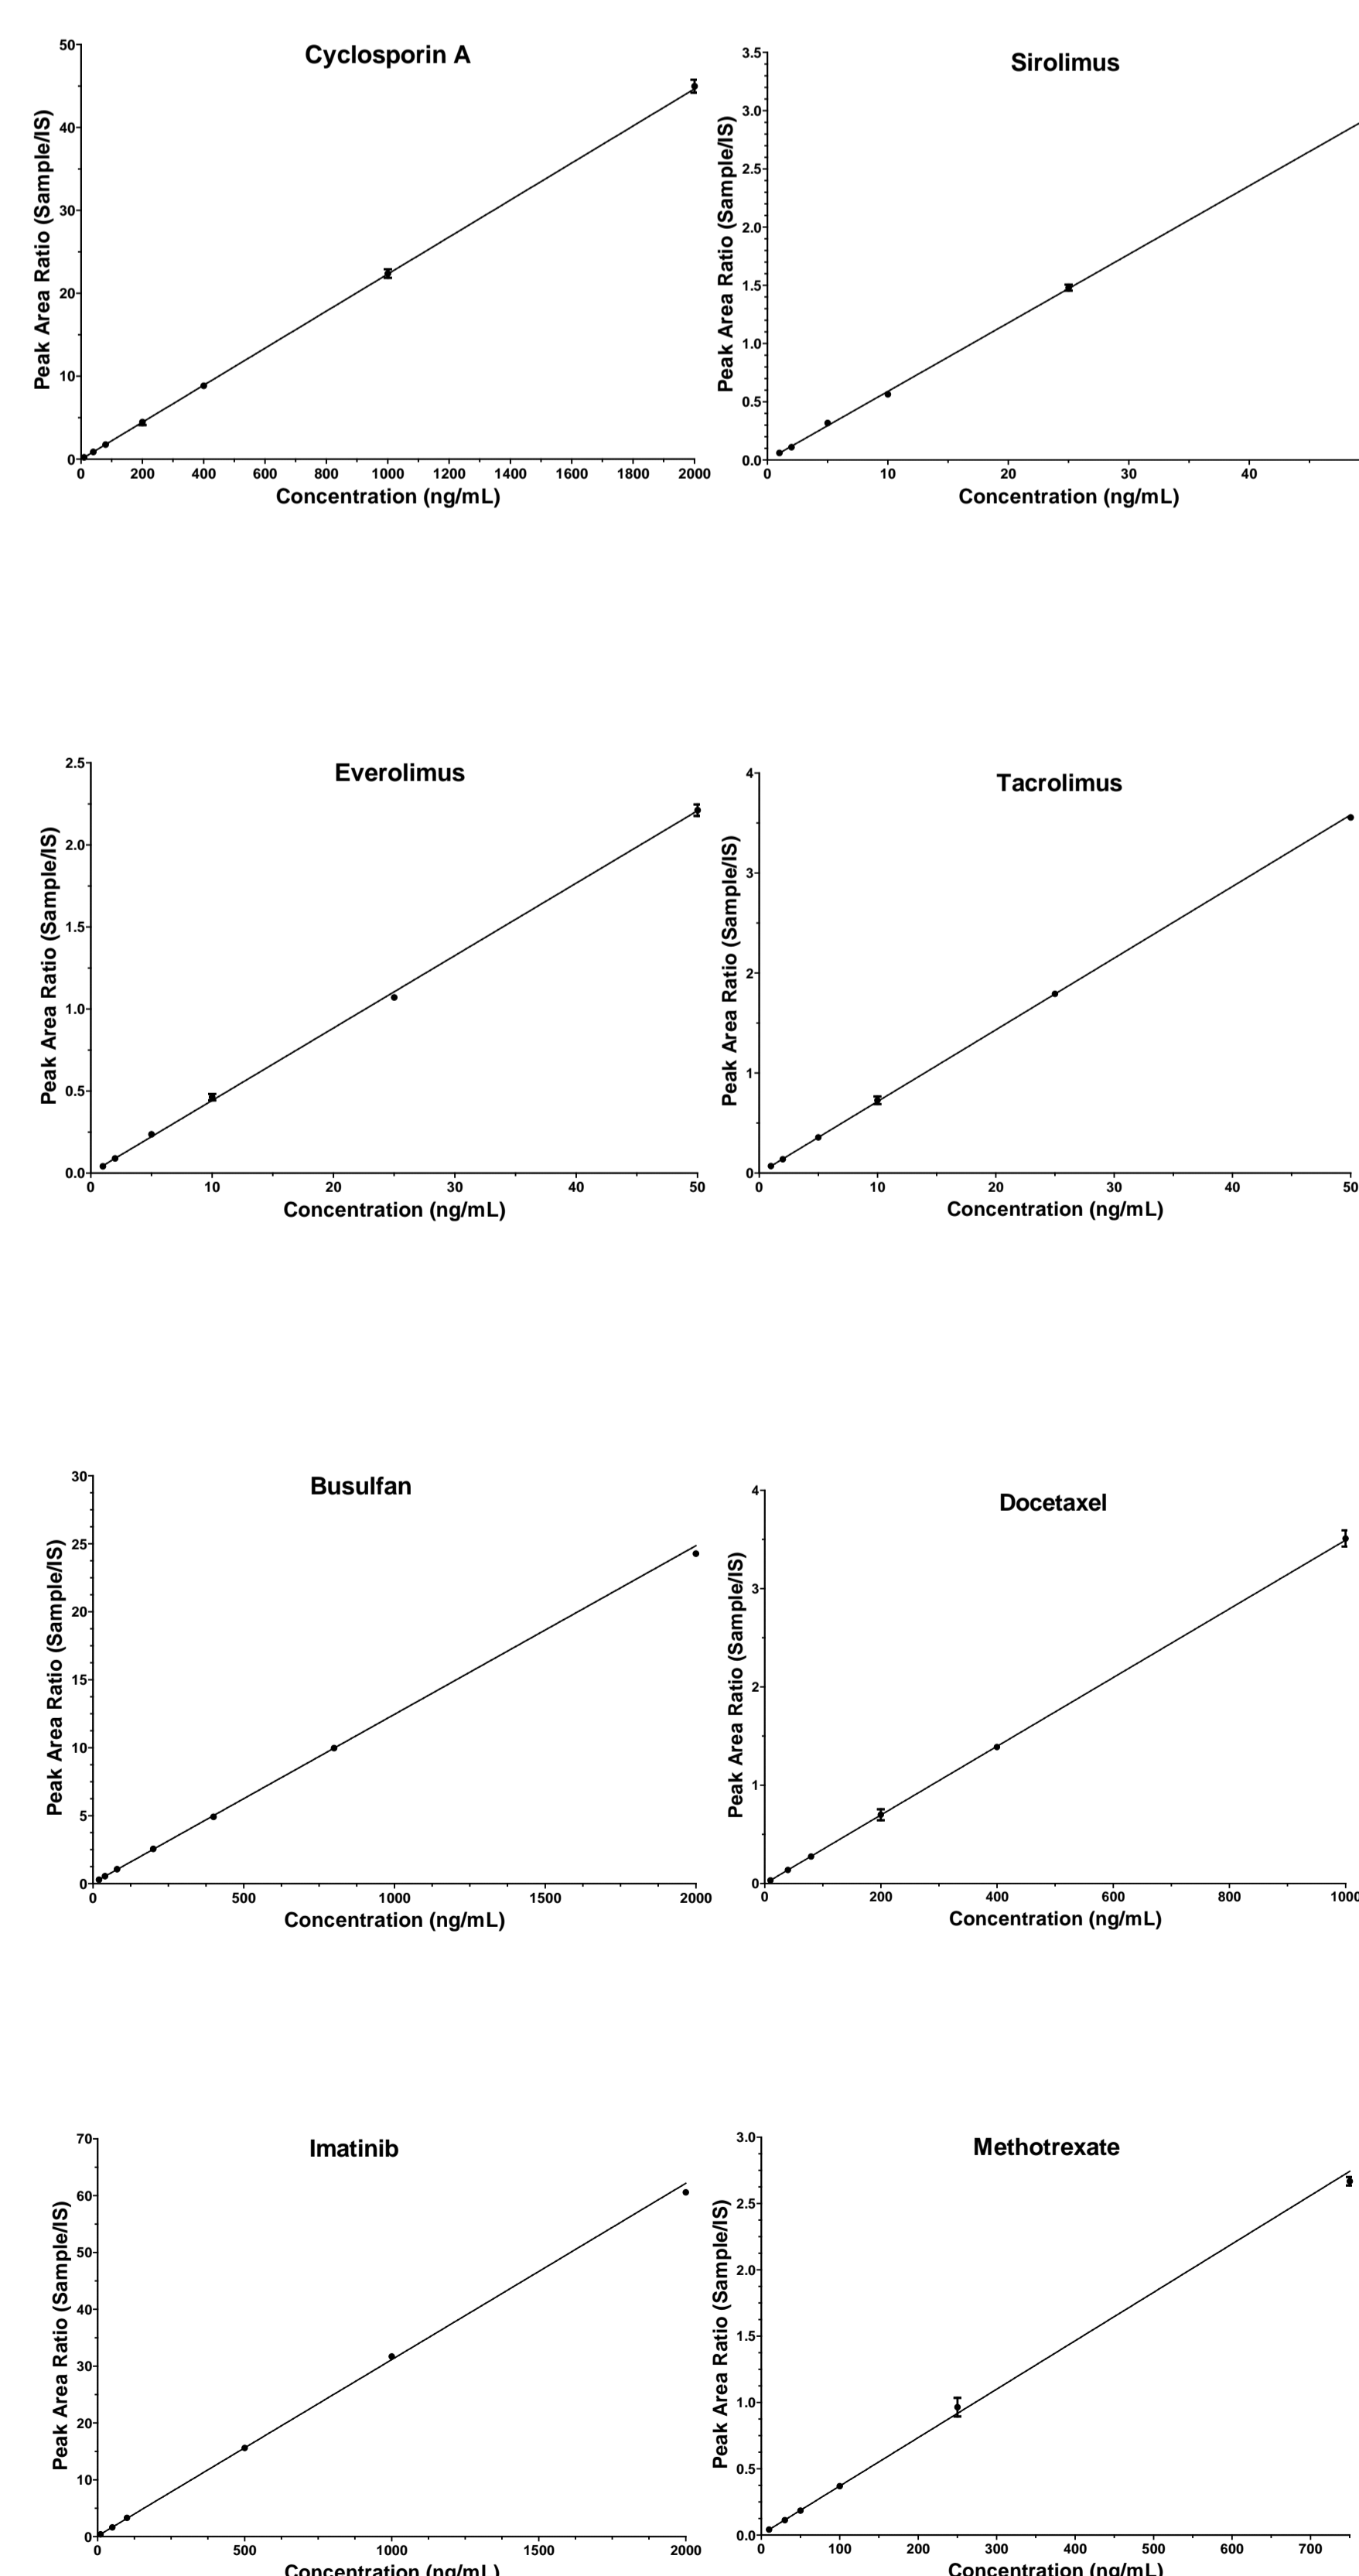 Cyclosporin A
Peak Area Ratio (Sample/IS)
50
40
30
20
10
0
0 200 400 600 800 1000 1200 1400 1600 1800 2000
Concentration (ng/mL)
Sirolimus
Peak Area Ratio (Sample/IS)
3.5
3.0
2.5
2.0
1.5
1.0
0.5
0.0
0 10 20 30 40
Concentration (ng/mL)
Everolimus
Peak Area Ratio (Sample/IS)
2.5
2.0
1.5
1.0
0.5
0.0
0 10 20 30 40 50
Concentration (ng/mL)
Tacrolimus
Peak Area Ratio (Sample/IS)
4
3
2
1
0
0 10 20 30 40 50
Concentration (ng/mL)
Busulfan
Peak Area Ratio (Sample/IS)
30
25
20
15
10
5
0
0 500 1000 1500 2000
Concentration (ng/mL)
Docetaxel
Peak Area Ratio (Sample/IS)
4
3
2
1
0
0 200 400 600 800 1000
Concentration (ng/mL)
Imatinib
Peak Area Ratio (Sample/IS)
70
60
50
40
30
20
10
0
0 500 1000 1500 2000
Concentration (ng/mL)
Methotrexate
Peak Area Ratio (Sample/IS)
3.0
2.5
2.0
1.5
1.0
0.5
0.0
0 100 200 300 400 500 600 700
Concentration (ng/mL)